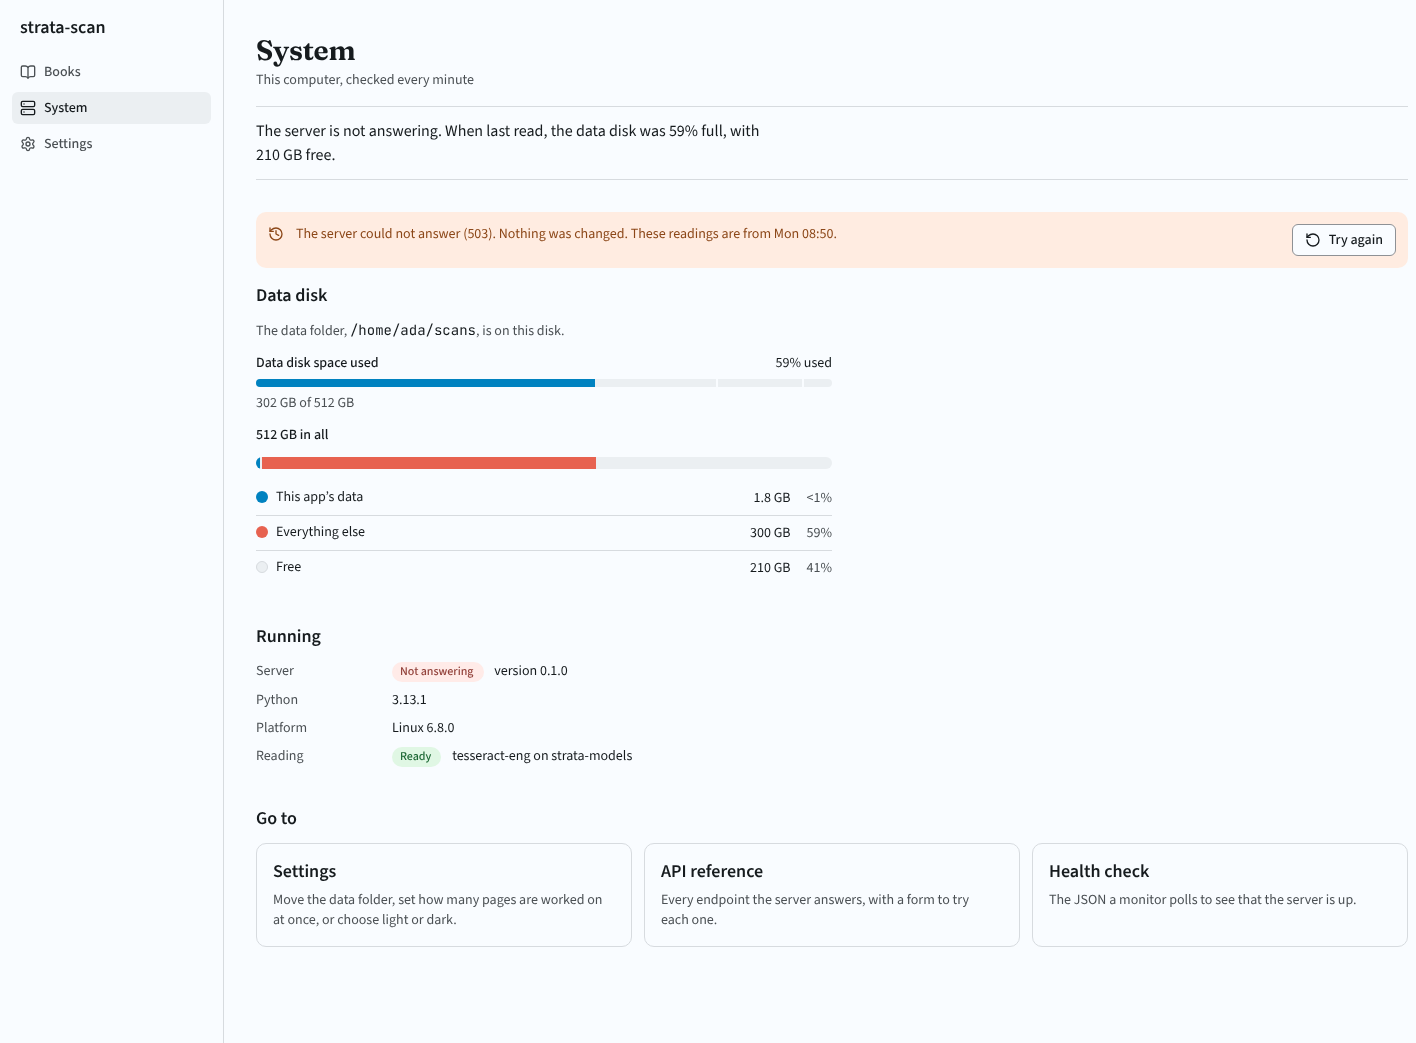 strata-scan
Books
System
Settings
System
This computer, checked every minute
The server is not answering. When last read, the data disk was 59% full, with
210 GB free.
The server could not answer (503). Nothing was changed. These readings are from Mon 08:50.
Try again
Data disk
The data folder, /home/ada/scans, is on this disk.
Data disk space used 59% used
302 GB of 512 GB
512 GB in all
This app’s data 1.8 GB <1%
Everything else 300 GB 59%
Free 210 GB 41%
Running
Server Not answering version 0.1.0
Python 3.13.1
Platform Linux 6.8.0
Reading Ready tesseract-eng on strata-models
Go to
Settings
Move the data folder, set how many pages are worked on
at once, or choose light or dark.
API reference
Every endpoint the server answers, with a form to try
each one.
Health check
The JSON a monitor polls to see that the server is up.